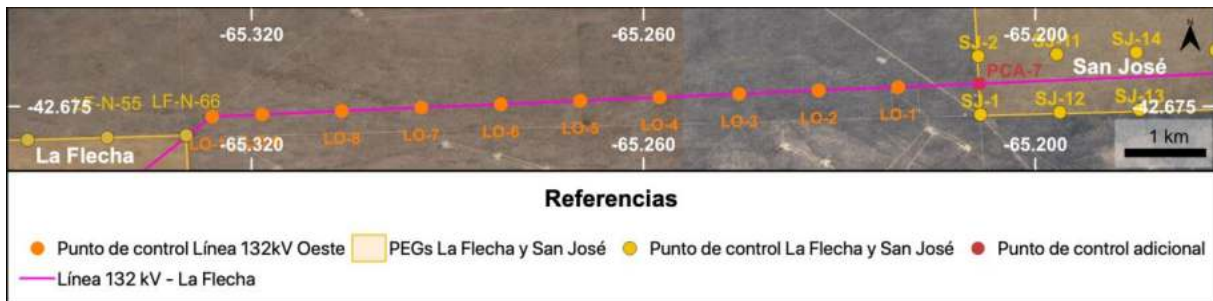 -65.320 -65.260 -65.200
SJ-2 SJ-11 SJ-14
PCA-7 San José
-42.675 LF-N-66 -42.675
LO-8 LO-7 LO-6 LO-5 LO-4 LO-3 LO-2 LO-1 SJ-1 SJ-12 SJ-13
La Flecha -65.320 -65.260 -65.200 1 km
Referencias
Punto de control Línea 132kV Oeste PEGs La Flecha y San José Punto de control La Flecha y San José Punto de control adicional
Línea 132 kV - La Flecha